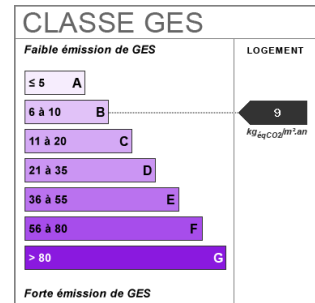 CLASSE GES
Faible émission de GES
LOGEMENT
≤ 5 A
6 à 10 B
9
kgéqCO2/m².an
11 à 20 C
21 à 35 D
36 à 55 E
56 à 80 F
> 80 G
Forte émission de GES